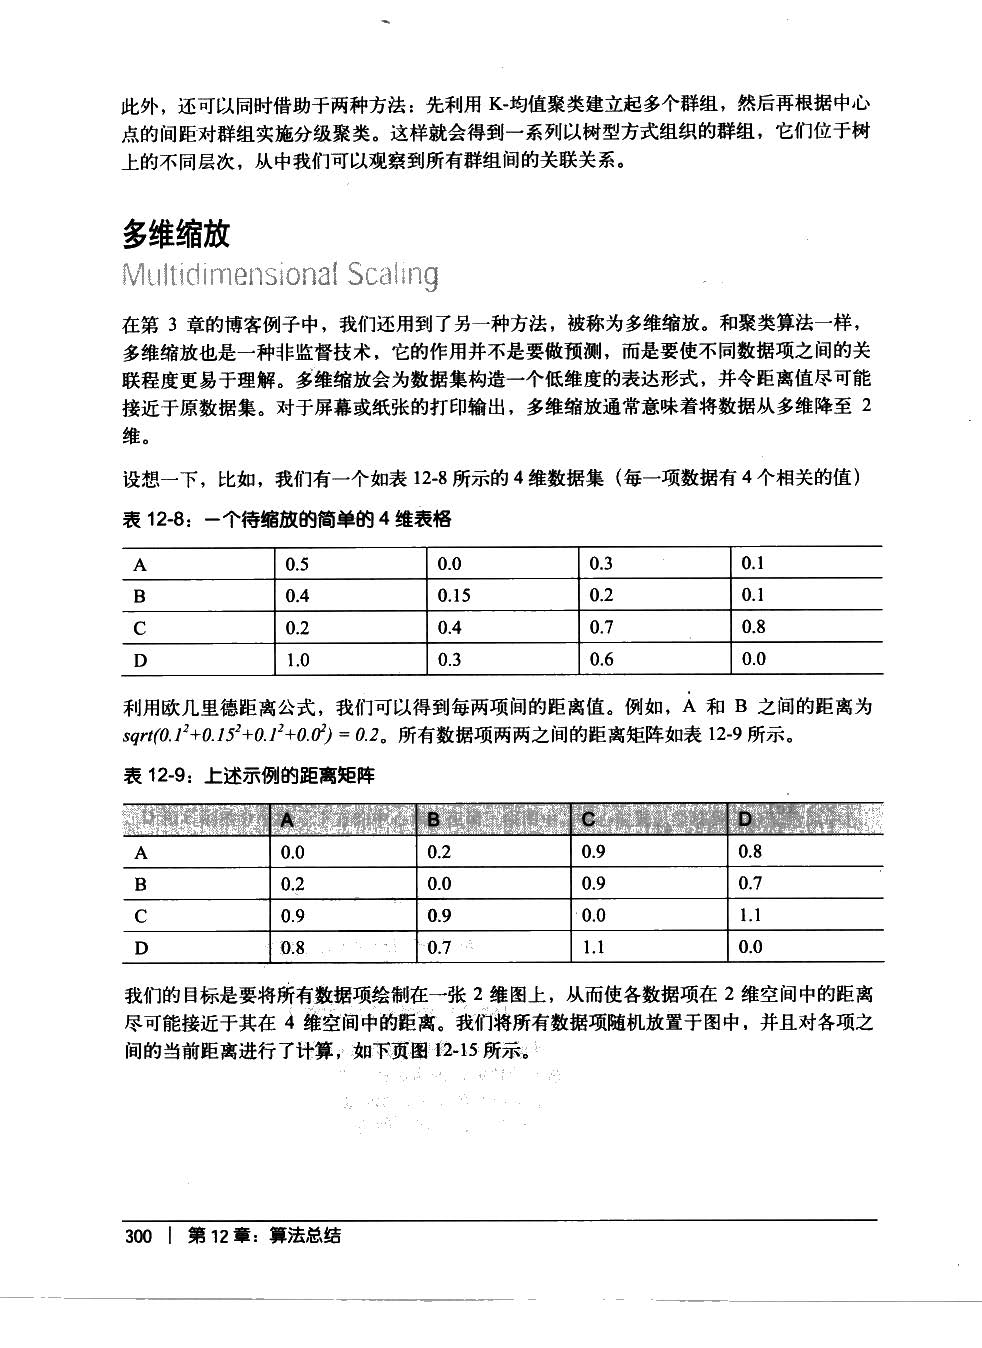 此外，还可以同时借助于两种方法：先利用 K-均值聚类建立起多个群组，然后再根据中心
点的间距对群组实施分级聚类。这样就会得到一系列以树型方式组织的群组，它们位于树
上的不同层次，从中我们可以观察到所有群组间的关联关系。
多维缩放
Multidimensional Scaling
在第 3 章的博客例子中，我们还用到了另一种方法，被称为多维缩放。和聚类算法一样，
多维缩放也是一种非监督技术，它的作用并不是要做预测，而是要使不同数据项之间的关
联程度更易于理解。多维缩放会为数据集构造一个低维度的表达形式，并令距离值尽可能
接近于原数据集。对于屏幕或纸张的打印输出，多维缩放通常意味着将数据从多维降至 2
维。
设想一下，比如，我们有一个如表 12-8 所示的 4 维数据集（每一项数据有 4 个相关的值）
表 12-8：一个待缩放的简单的 4 维表格
A 0.5 0.0 0.3 0.1
B 0.4 0.15 0.2 0.1
C 0.2 0.4 0.7 0.8
D 1.0 0.3 0.6 0.0
利用欧几里德距离公式，我们可以得到每两项间的距离值。例如，A 和 B 之间的距离为
sqrt(0.1²+0.15²+0.1²+0.0²) = 0.2。所有数据项两两之间的距离矩阵如表 12-9 所示。
表 12-9：上述示例的距离矩阵
A B C D
A 0.0 0.2 0.9 0.8
B 0.2 0.0 0.9 0.7
C 0.9 0.9 0.0 1.1
D 0.8 0.7 1.1 0.0
我们的目标是要将所有数据项绘制在一张 2 维图上，从而使各数据项在 2 维空间中的距离
尽可能接近于其在 4 维空间中的距离。我们将所有数据项随机放置于图中，并且对各项之
间的当前距离进行了计算，如下页图 12-15 所示。
300 | 第 12 章：算法总结